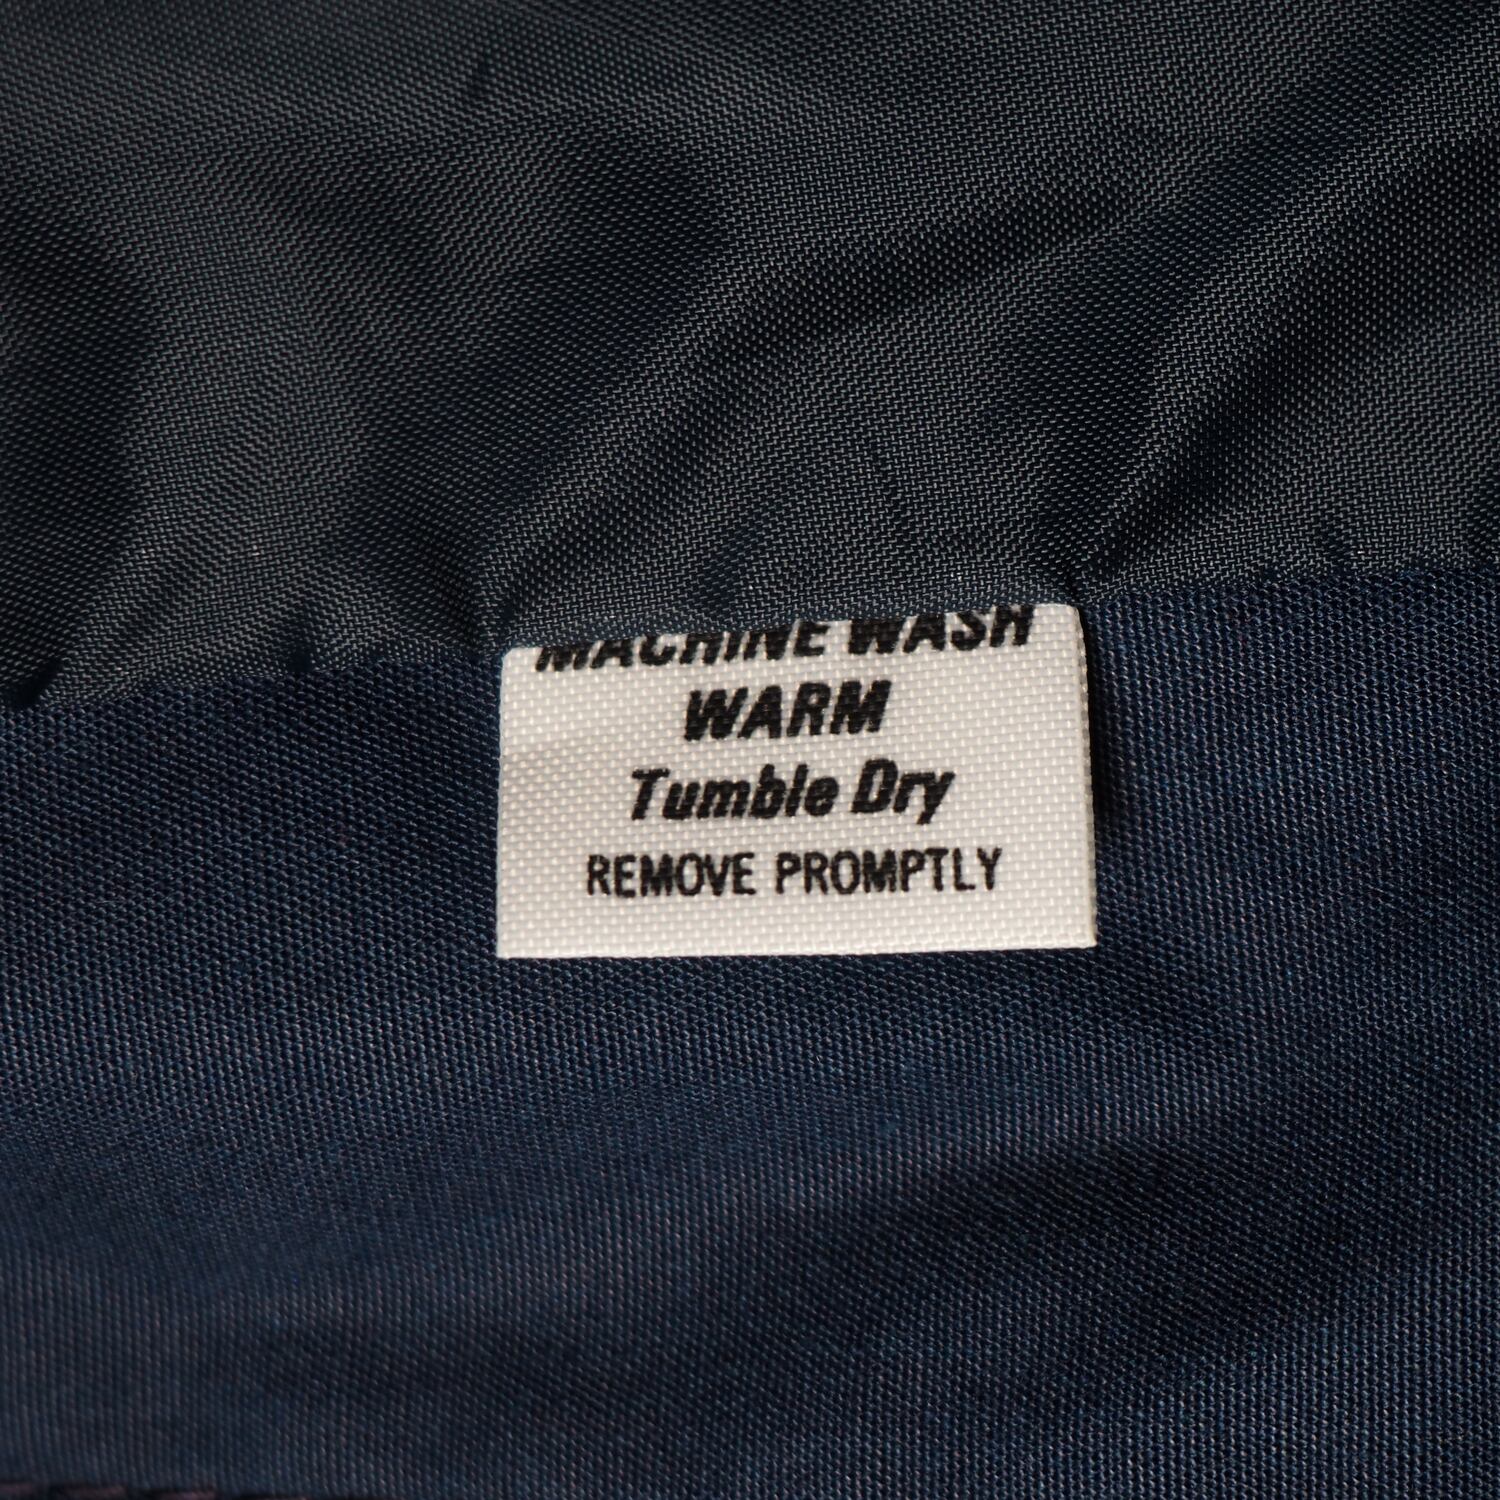 MACHINE WASH
WARM
Tumble Dry
REMOVE PROMPTLY